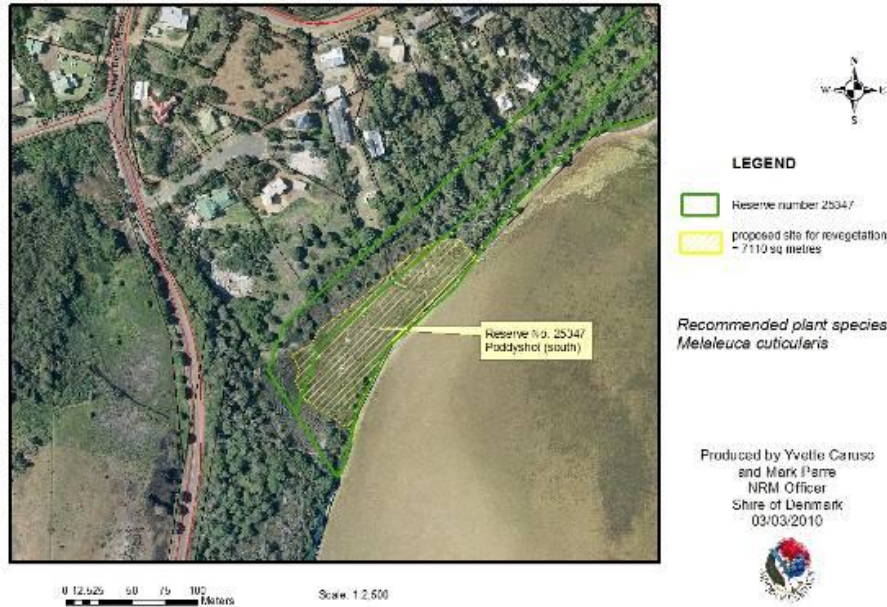 N
W E
S
LEGEND
Reserve number 25347
proposed site for revegetation
~ 7110 sq metres
Reserve No. 25347
Poddyshot (south)
Recommended plant species
Melaleuca cuticularis
Produced by Yvette Caruso
and Mark Parre
NRM Officer
Shire of Denmark
03/03/2010
0 12.525 50 75 100
Meters
Scale: 1:2,500